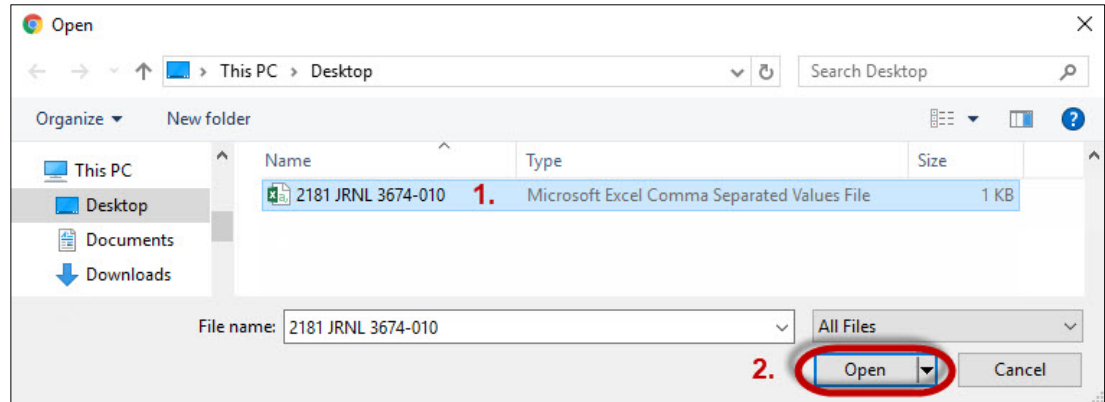 Open
This PC > Desktop
Search Desktop
Organize
New folder
?
Name Type Size
This PC
2181 JRNL 3674-010 1. Microsoft Excel Comma Separated Values File 1 KB
Desktop
Documents
Downloads
File name: 2181 JRNL 3674-010 All Files
2. Open Cancel